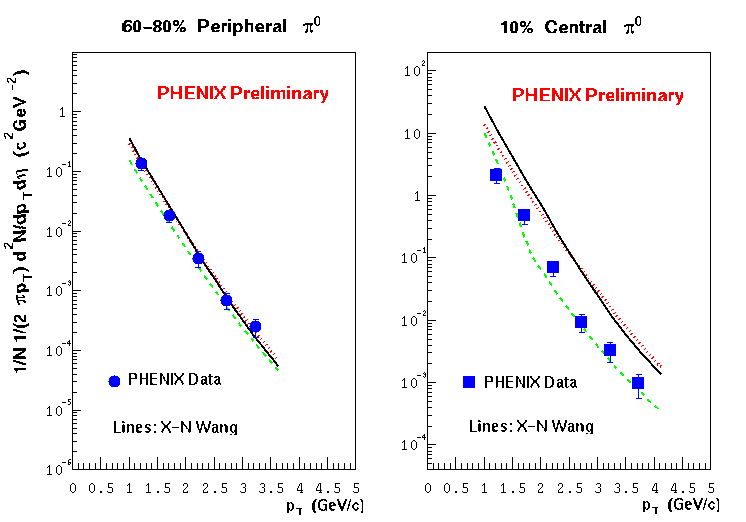 60-80% Peripheral π⁰
10% Central π⁰
1/N 1/(2 πp_T) d²N/dp_Tdη (c² GeV⁻²)
PHENIX Preliminary
1
10⁻¹
10⁻²
10⁻³
10⁻⁴
10⁻⁵
10⁻⁶
PHENIX Data
Lines: X-N Wang
0 0.5 1 1.5 2 2.5 3 3.5 4 4.5 5
p_T (GeV/c)
PHENIX Preliminary
10²
10
1
10⁻¹
10⁻²
10⁻³
10⁻⁴
PHENIX Data
Lines: X-N Wang
0 0.5 1 1.5 2 2.5 3 3.5 4 4.5 5
p_T (GeV/c)